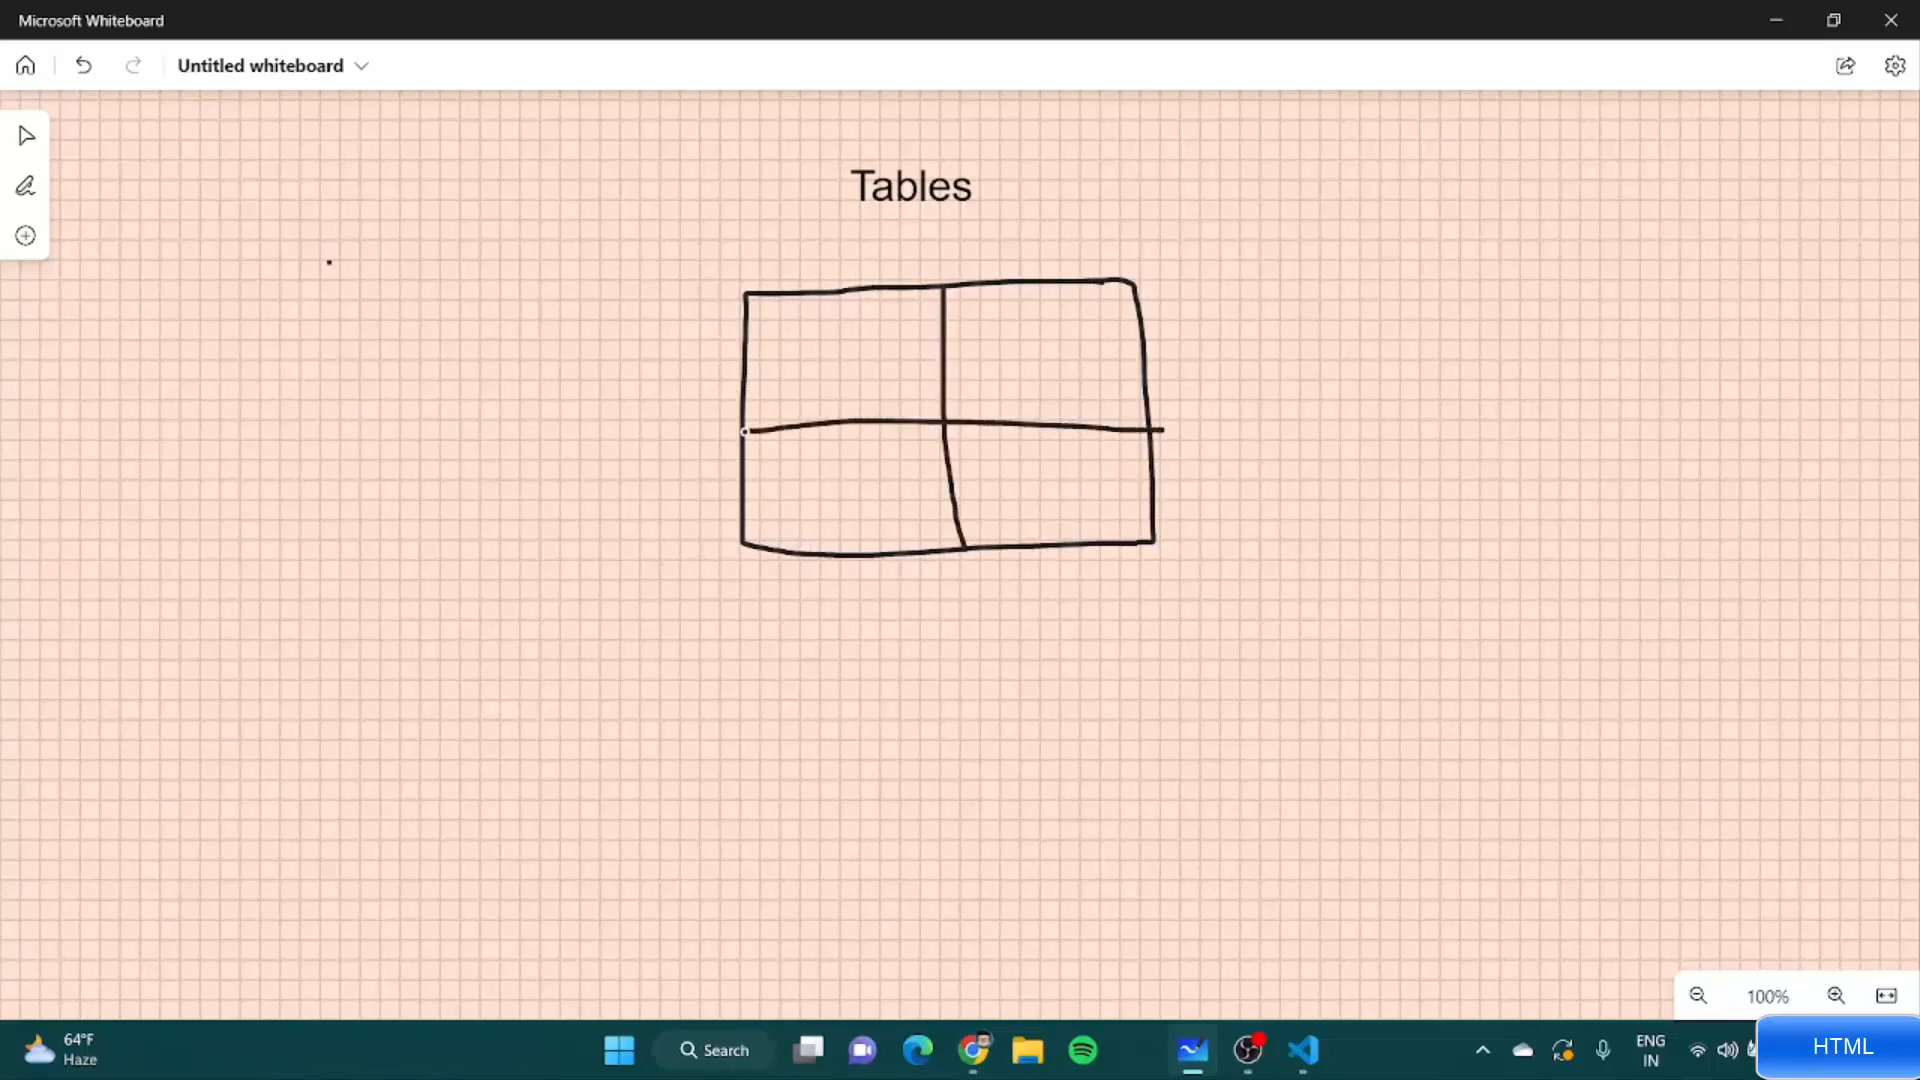 Microsoft Whiteboard
Untitled whiteboard
Tables
100%
64°F
Haze
Search
ENG
IN
HTML